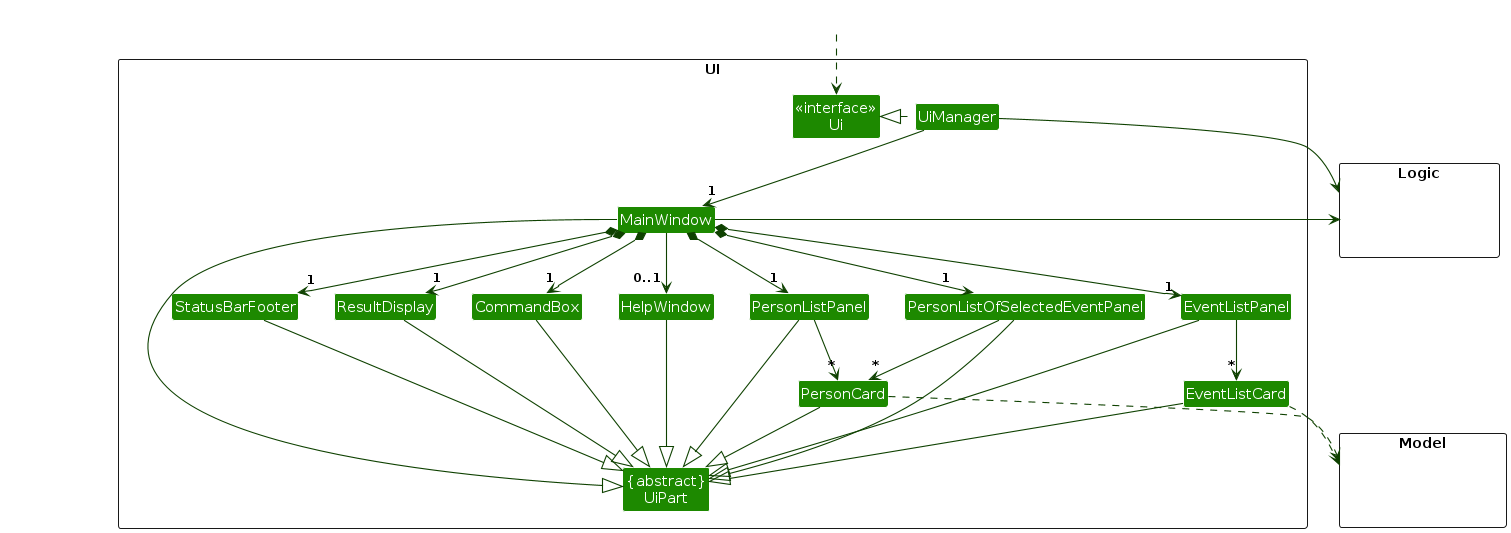 UI
«interface»
Ui
UiManager
Logic
1
MainWindow
1
1
1
0..1
1
1
1
StatusBarFooter
ResultDisplay
CommandBox
HelpWindow
PersonListPanel
PersonListOfSelectedEventPanel
EventListPanel
*
*
*
PersonCard
EventListCard
Model
{abstract}
UiPart